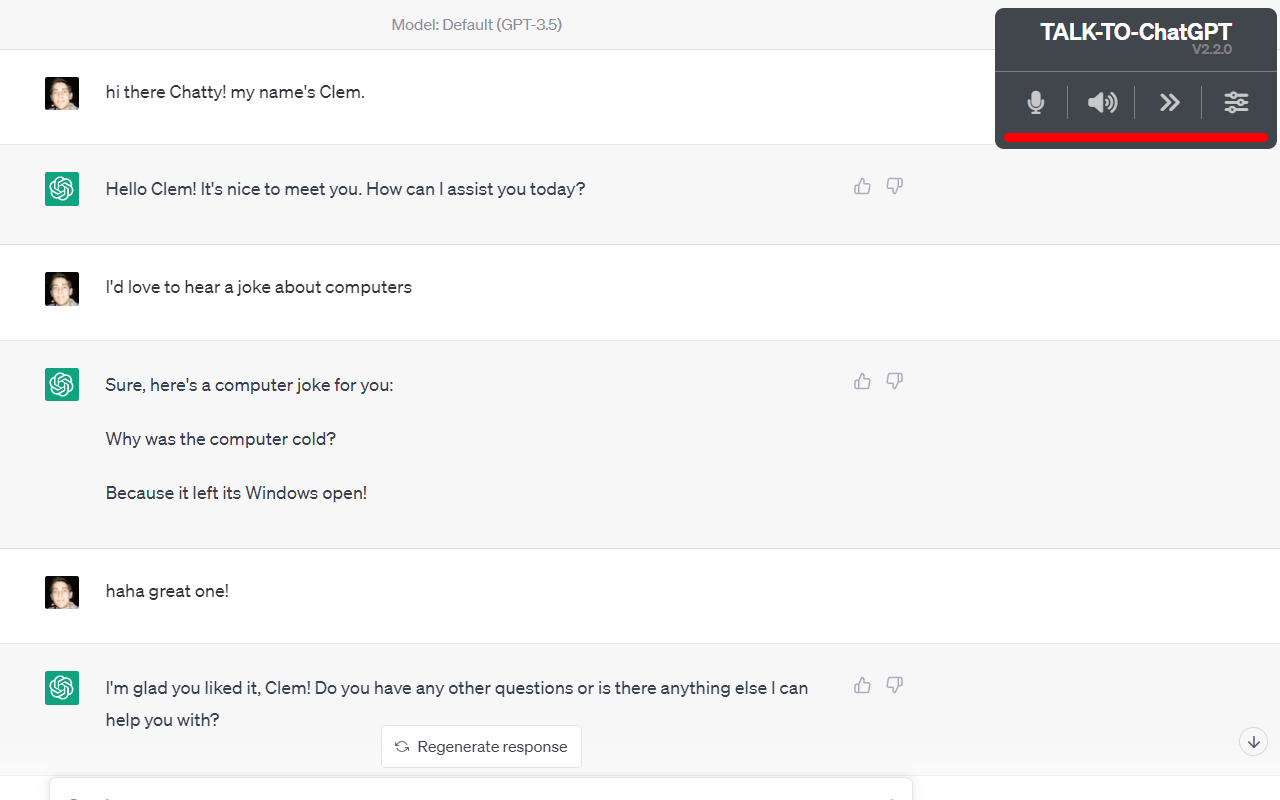 Model: Default (GPT-3.5)
TALK-TO-ChatGPT
V2.2.0
hi there Chatty! my name's Clem.
Hello Clem! It's nice to meet you. How can I assist you today?
I'd love to hear a joke about computers
Sure, here's a computer joke for you:
Why was the computer cold?
Because it left its Windows open!
haha great one!
I'm glad you liked it, Clem! Do you have any other questions or is there anything else I can
help you with?
Regenerate response